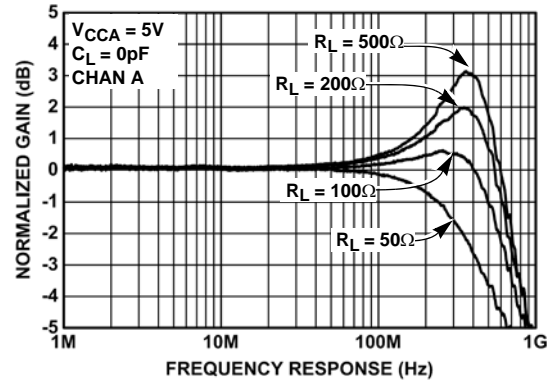 V_CCA = 5V
C_L = 0pF
CHAN A
R_L = 500Ω
R_L = 200Ω
R_L = 100Ω
R_L = 50Ω
NORMALIZED GAIN (dB)
5
4
3
2
1
0
-1
-2
-3
-4
-5
1M
10M
100M
1G
FREQUENCY RESPONSE (Hz)